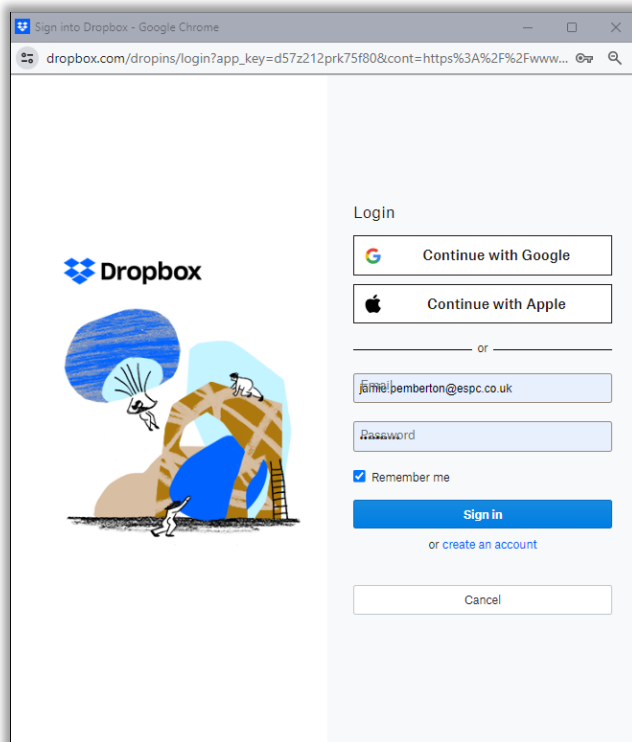 Sign into Dropbox - Google Chrome
dropbox.com/dropins/login?app_key=d57z212prk75f80&cont=https%3A%2F%2Fwww...
Dropbox
Login
Continue with Google
Continue with Apple
or
Email
jamie.pemberton@espc.co.uk
Password
Remember me
Sign in
or create an account
Cancel